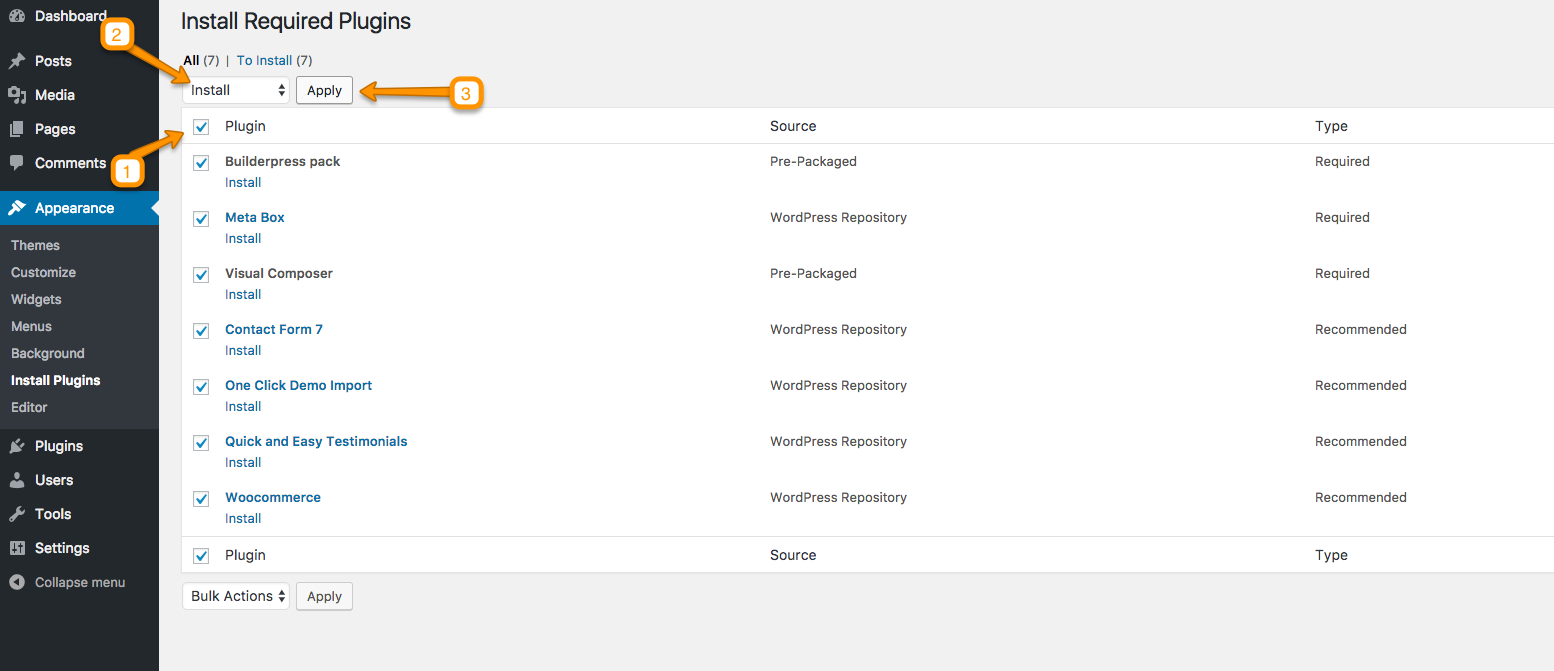 Dashboard
Posts
Media
Pages
Comments
Appearance
Themes
Customize
Widgets
Menus
Background
Install Plugins
Editor
Plugins
Users
Tools
Settings
Collapse menu
Install Required Plugins
All (7) | To Install (7)
2
Install Apply 3
1
Plugin Source Type
Builderpress pack Pre-Packaged Required
Install
Meta Box WordPress Repository Required
Install
Visual Composer Pre-Packaged Required
Install
Contact Form 7 WordPress Repository Recommended
Install
One Click Demo Import WordPress Repository Recommended
Install
Quick and Easy Testimonials WordPress Repository Recommended
Install
Woocommerce WordPress Repository Recommended
Install
Plugin Source Type
Bulk Actions Apply